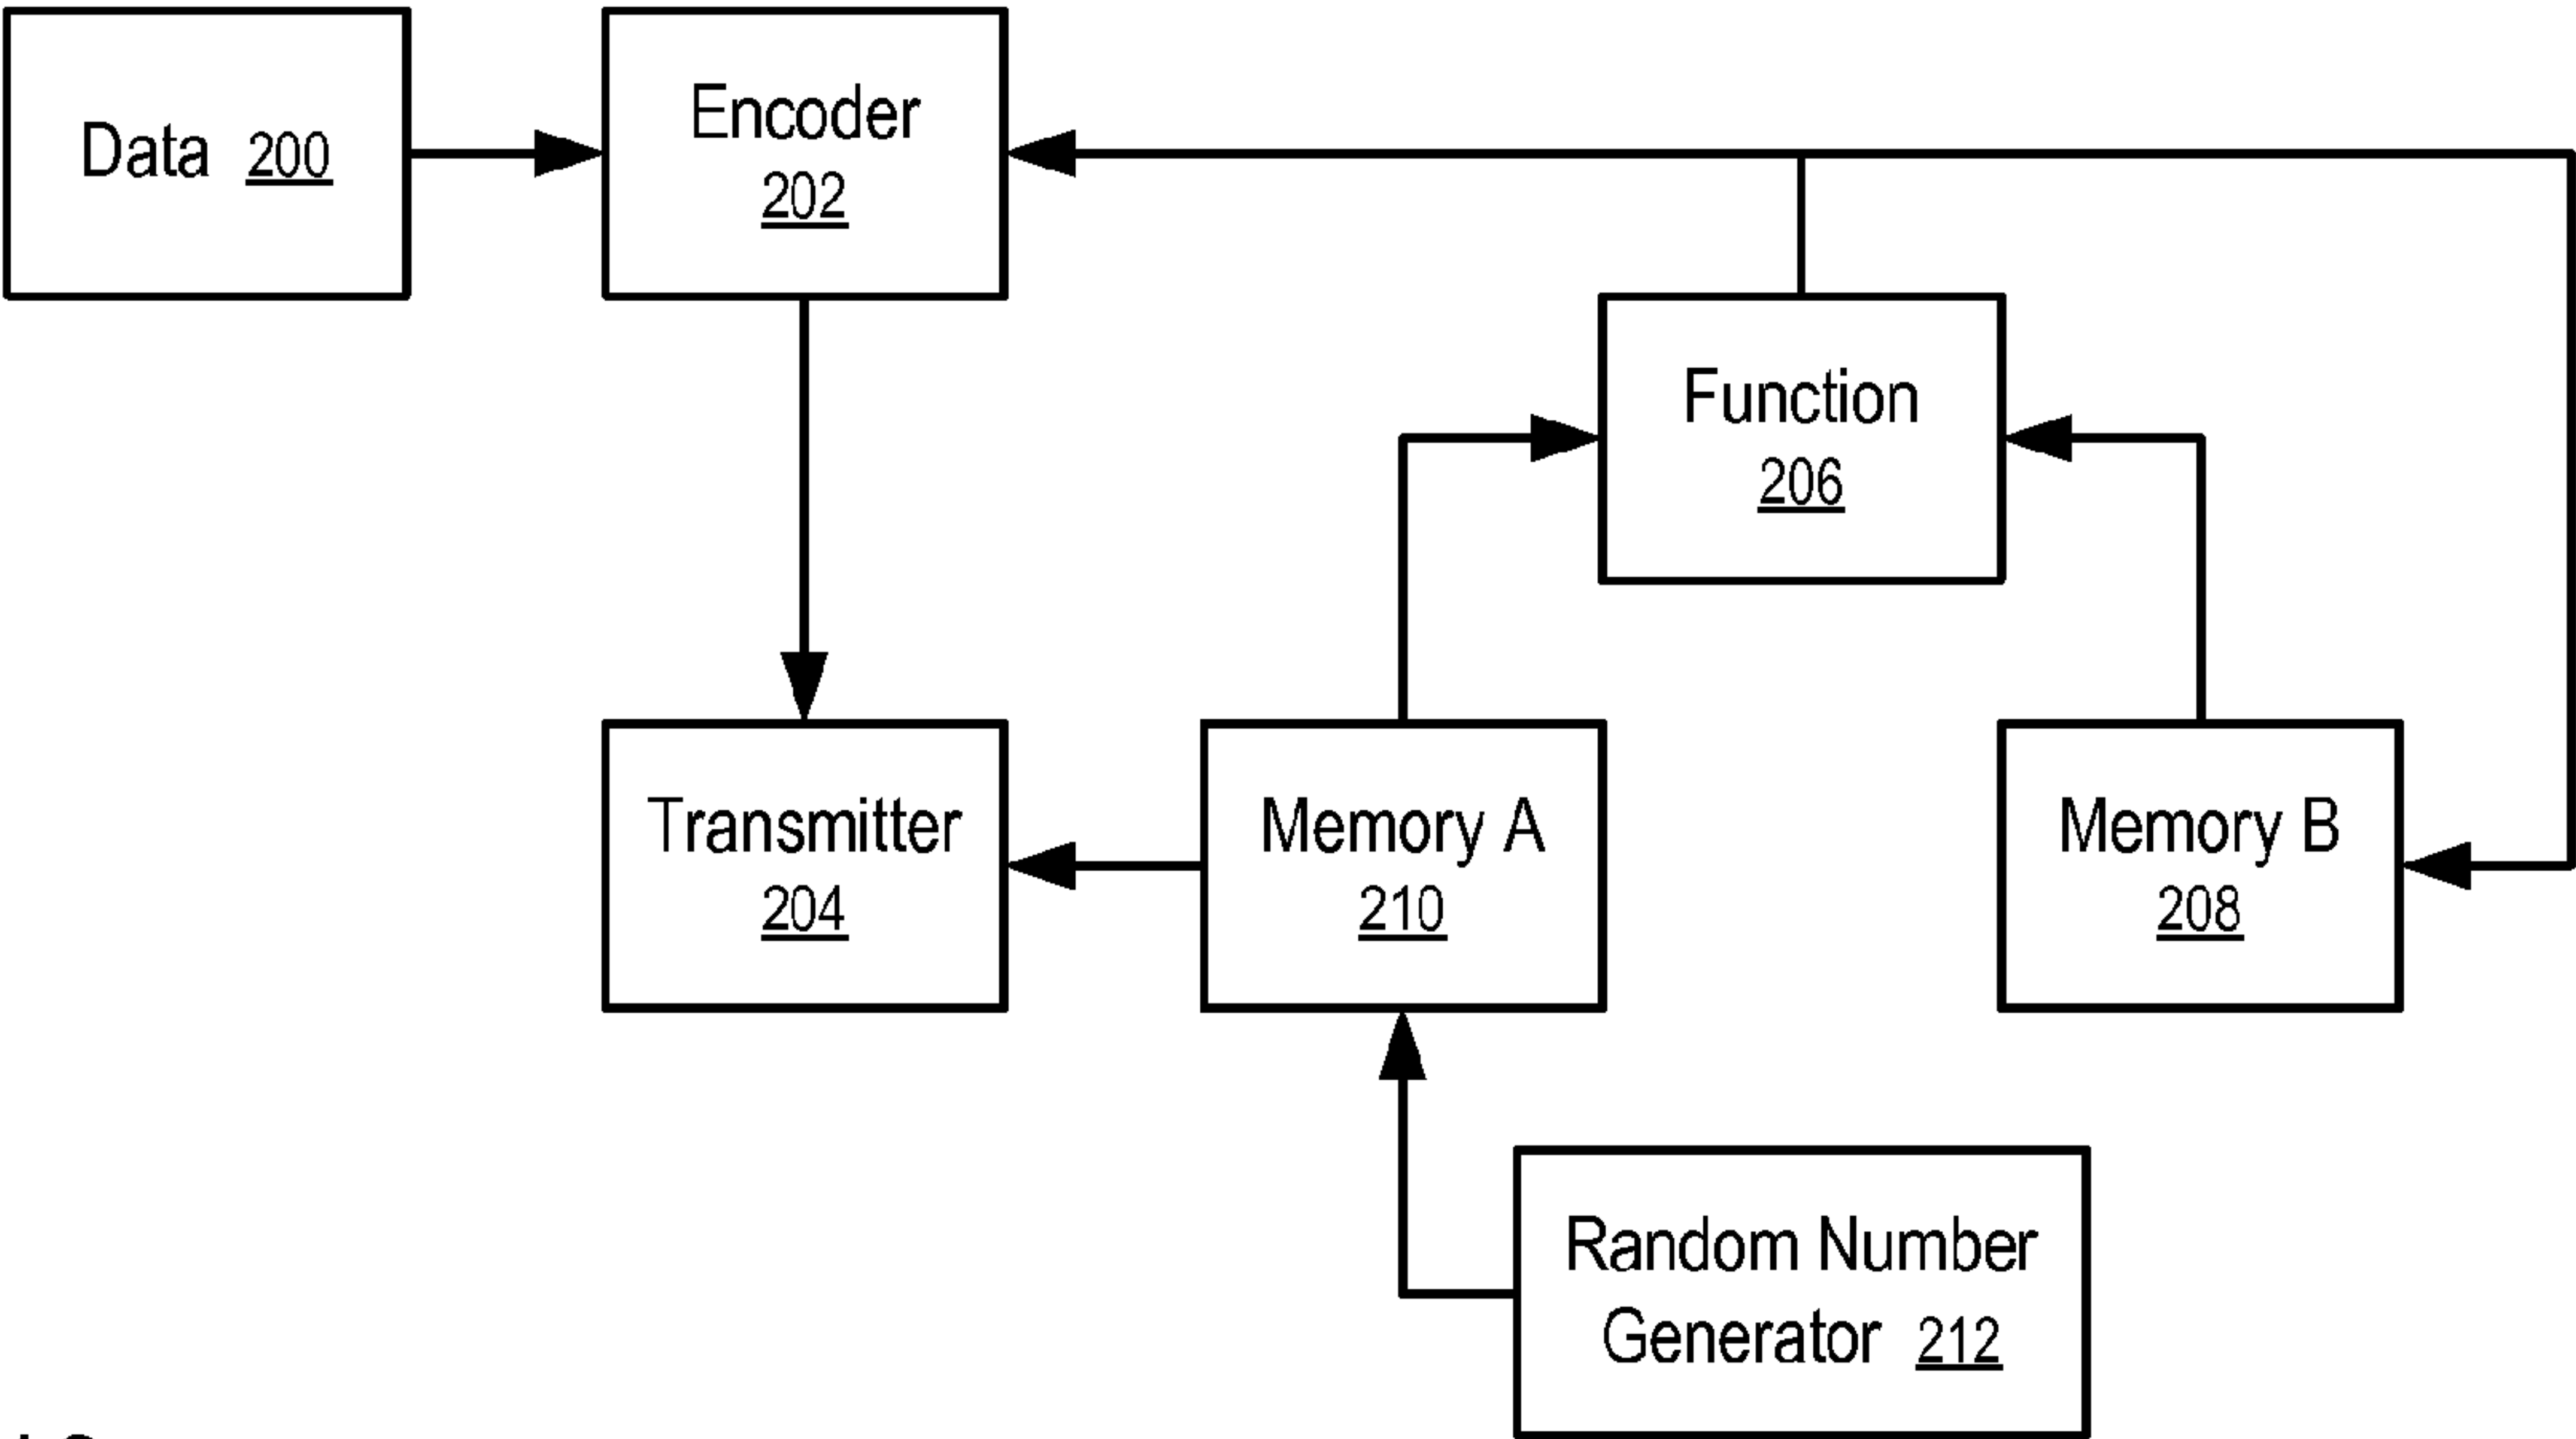 Data 200
Encoder
202
Function
206
Transmitter
204
Memory A
210
Memory B
208
Random Number
Generator 212